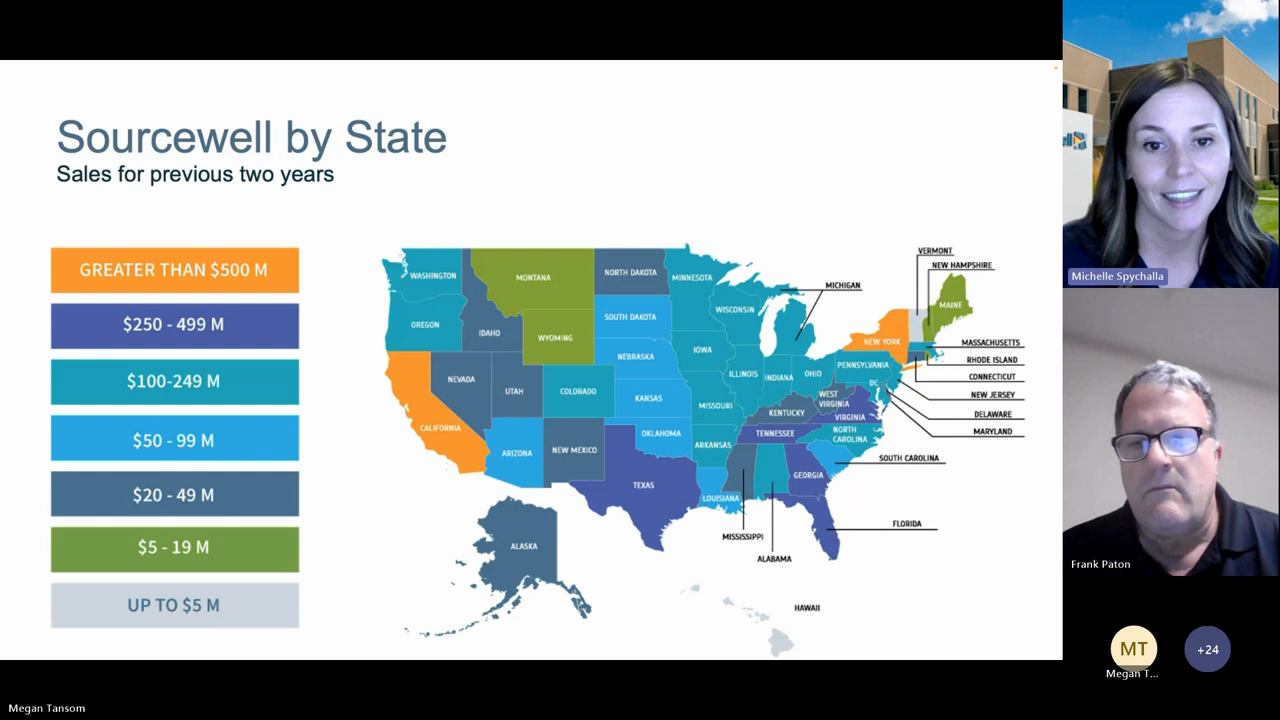 Sourcewell by State
Sales for previous two years
GREATER THAN $500 M
$250 - 499 M
$100-249 M
$50 - 99 M
$20 - 49 M
$5 - 19 M
UP TO $5 M
VERMONT
NEW HAMPSHIRE
WASHINGTON
MONTANA
NORTH DAKOTA
MINNESOTA
MICHIGAN
MAINE
OREGON
IDAHO
WYOMING
SOUTH DAKOTA
WISCONSIN
NEW YORK
MASSACHUSETTS
RHODE ISLAND
CONNECTICUT
NEW JERSEY
DELAWARE
MARYLAND
NEVADA
UTAH
COLORADO
NEBRASKA
KANSAS
IOWA
ILLINOIS
INDIANA
OHIO
PENNSYLVANIA
DC
MISSOURI
KENTUCKY
WEST
VIRGINIA
VIRGINIA
CALIFORNIA
ARIZONA
NEW MEXICO
OKLAHOMA
ARKANSAS
TENNESSEE
NORTH
CAROLINA
SOUTH CAROLINA
TEXAS
LOUISIANA
GEORGIA
FLORIDA
MISSISSIPPI
ALABAMA
ALASKA
HAWAII
ell
Michelle Spychalla
Frank Paton
MT
Megan T...
+24
Megan Tansom